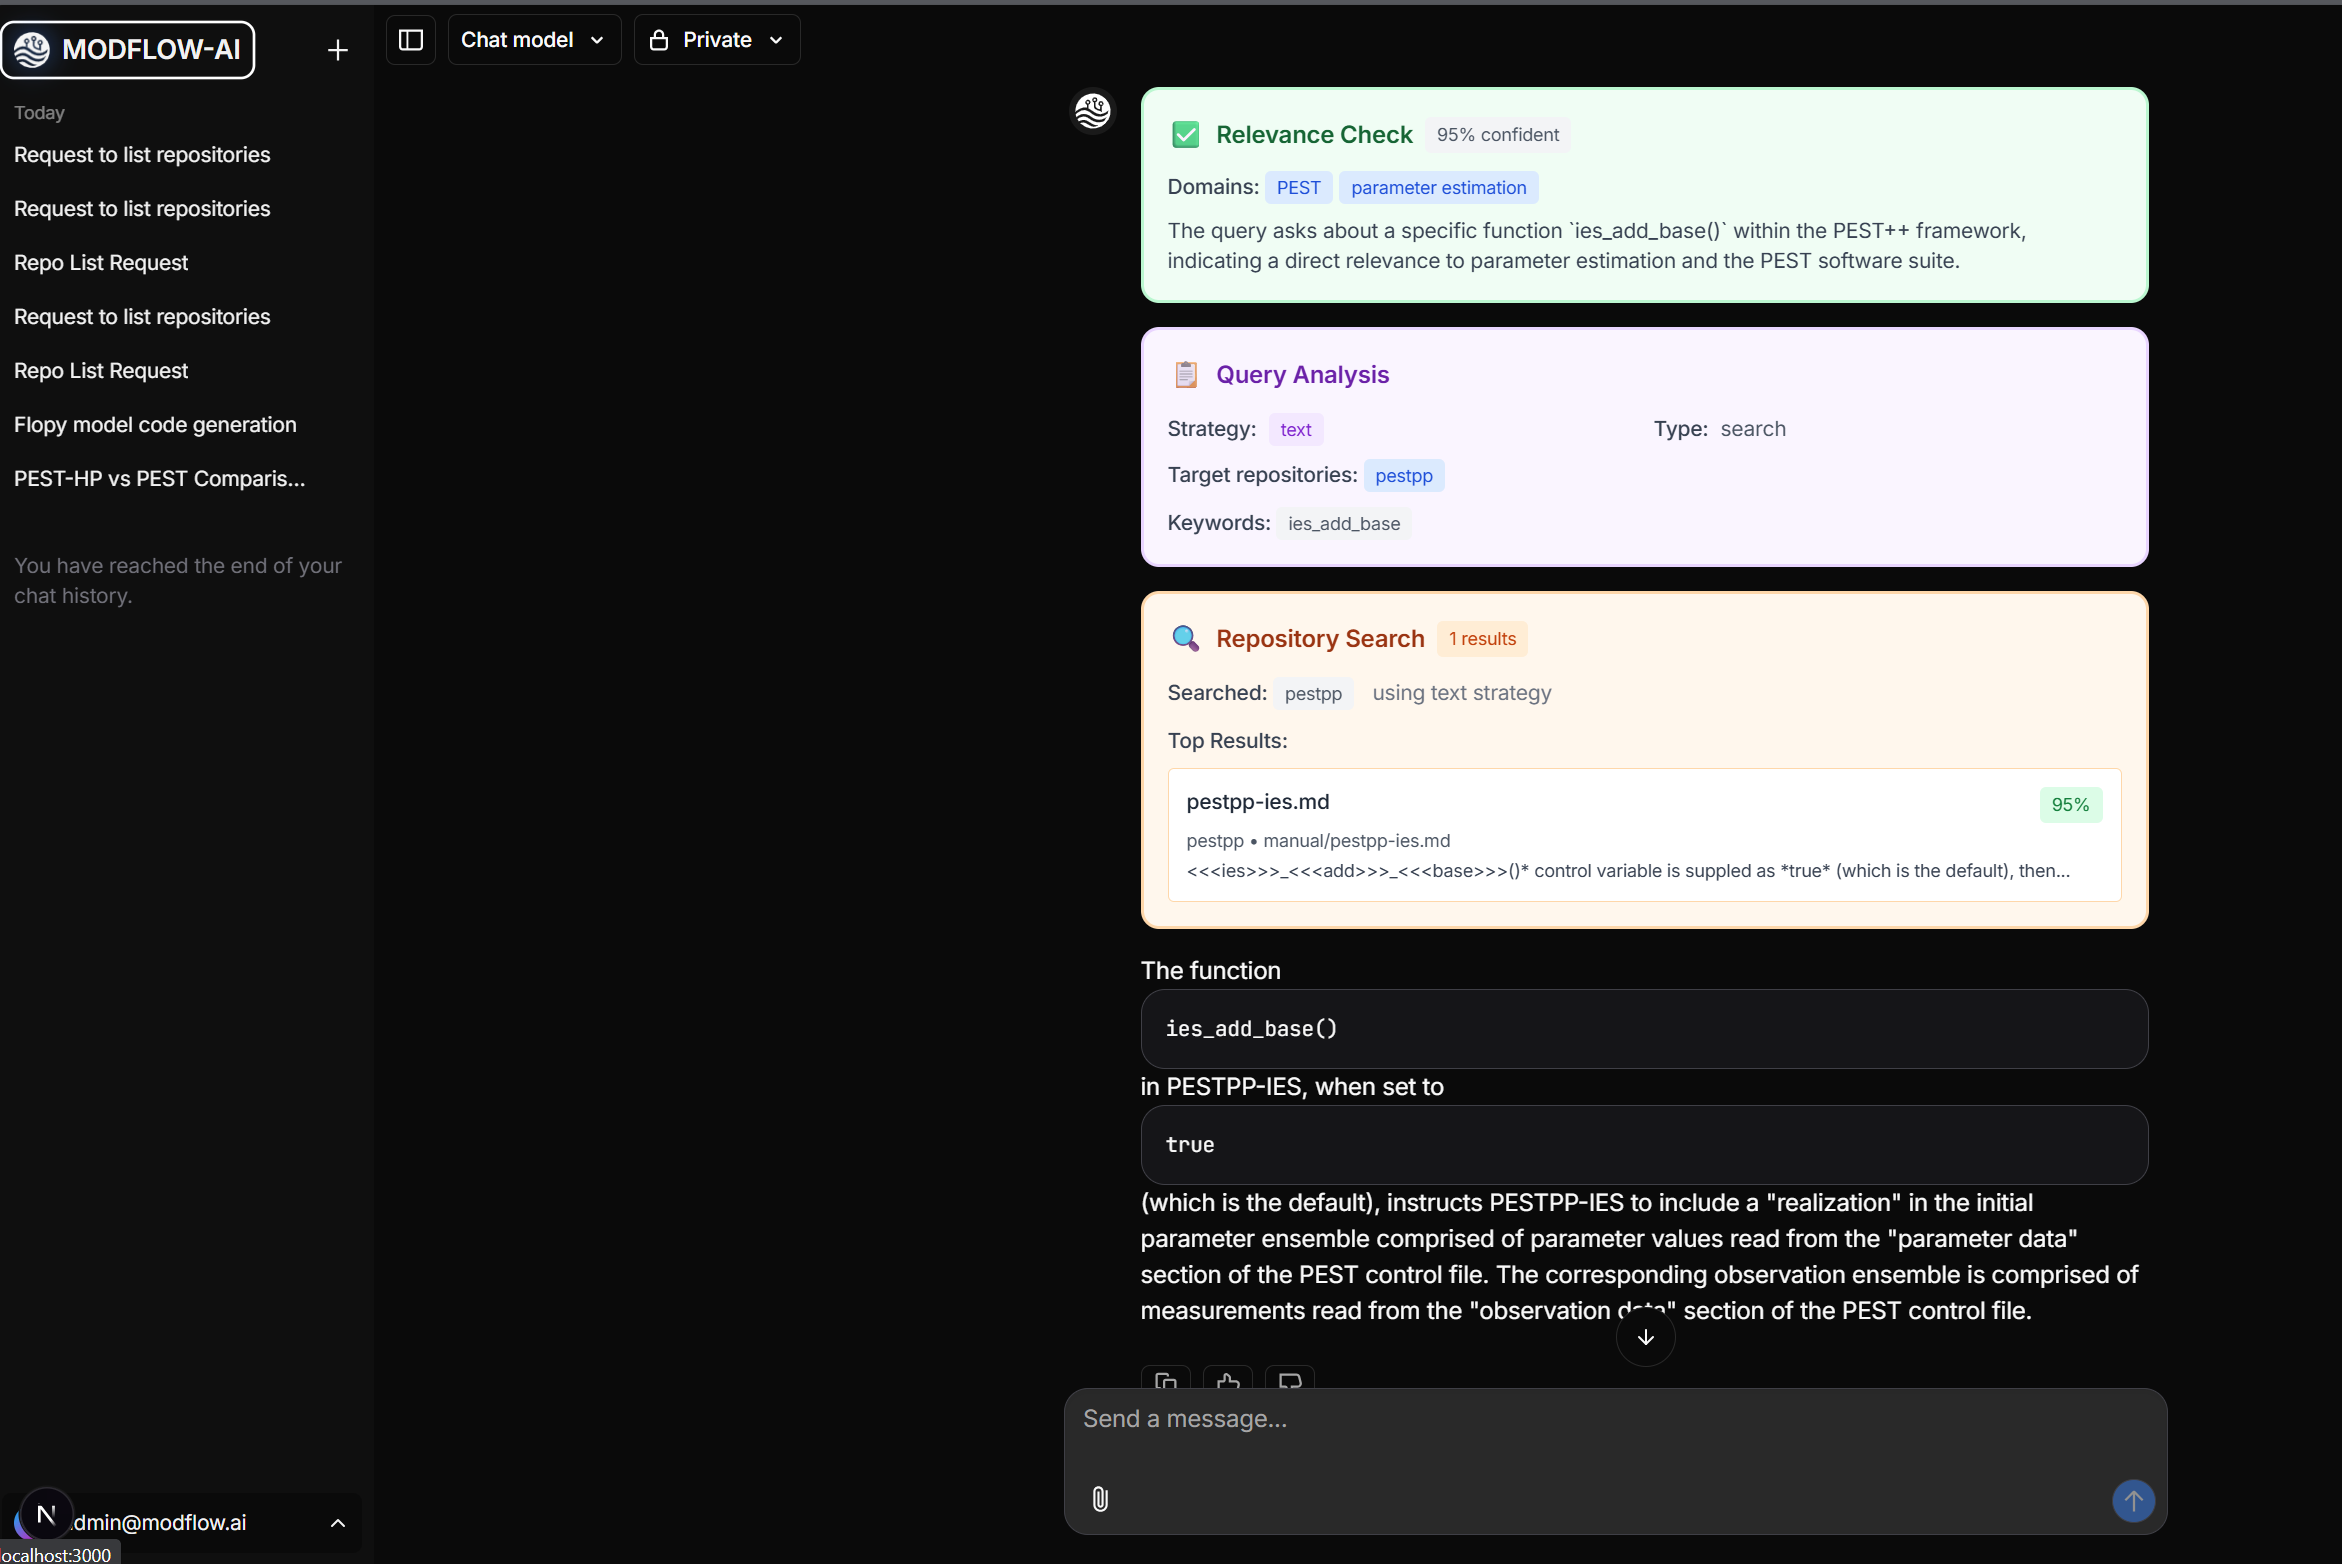 MODFLOW-AI
Today
Request to list repositories
Request to list repositories
Repo List Request
Request to list repositories
Repo List Request
Flopy model code generation
PEST-HP vs PEST Comparis...
You have reached the end of your
chat history.
N
dmin@modflow.ai
localhost:3000
Chat model
Private
Relevance Check 95% confident
Domains: PEST parameter estimation
The query asks about a specific function `ies_add_base()` within the PEST++ framework,
indicating a direct relevance to parameter estimation and the PEST software suite.
Query Analysis
Strategy: text Type: search
Target repositories: pestpp
Keywords: ies_add_base
Repository Search 1 results
Searched: pestpp using text strategy
Top Results:
pestpp-ies.md 95%
pestpp • manual/pestpp-ies.md
<<<ies>>>_<<<add>>>_<<<base>>>()* control variable is suppled as *true* (which is the default), then...
The function
ies_add_base()
in PESTPP-IES, when set to
true
(which is the default), instructs PESTPP-IES to include a "realization" in the initial
parameter ensemble comprised of parameter values read from the "parameter data"
section of the PEST control file. The corresponding observation ensemble is comprised of
measurements read from the "observation data" section of the PEST control file.
Send a message...